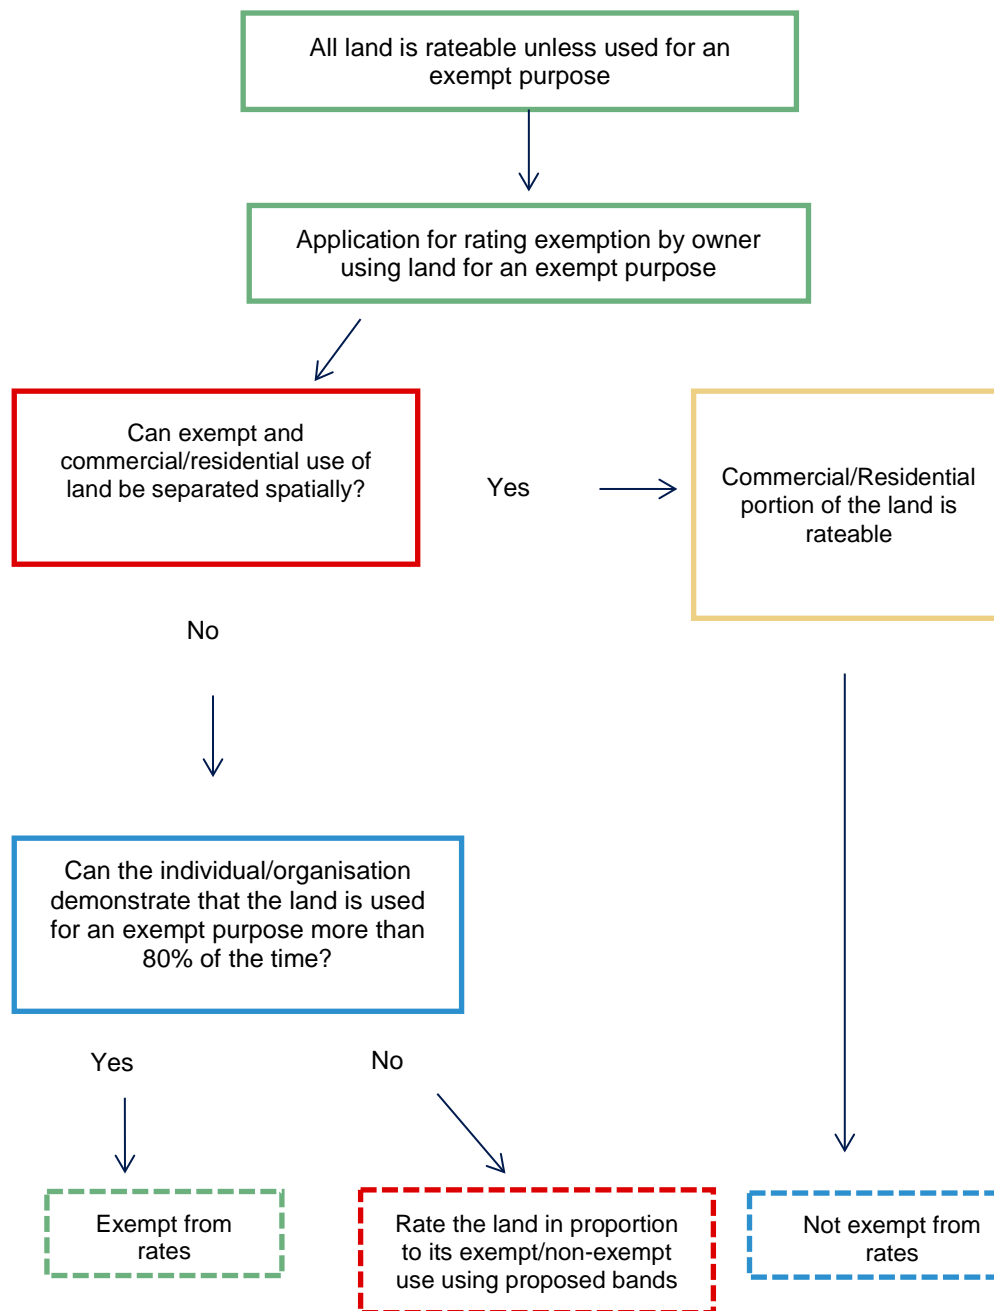 All land is rateable unless used for an
exempt purpose
Application for rating exemption by owner
using land for an exempt purpose
Can exempt and
commercial/residential use of
land be separated spatially?
Yes
Commercial/Residential
portion of the land is
rateable
No
Can the individual/organisation
demonstrate that the land is used
for an exempt purpose more than
80% of the time?
Yes
No
Exempt from
rates
Rate the land in proportion
to its exempt/non-exempt
use using proposed bands
Not exempt from
rates